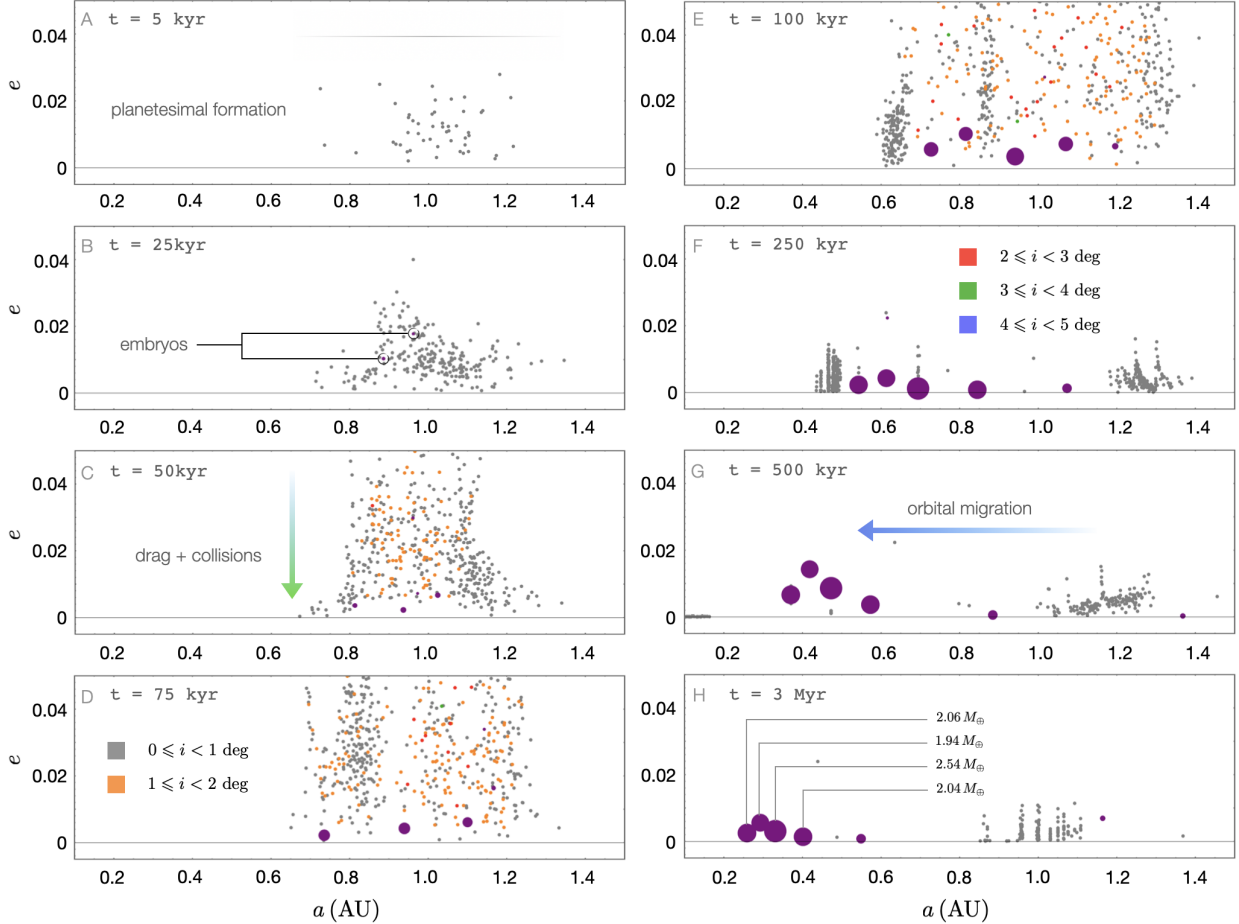 A t = 5 kyr
0.04
e
0.02
planetesimal formation
0
0.2 0.4 0.6 0.8 1.0 1.2 1.4
B t = 25kyr
0.04
e
0.02
embryos
0
0.2 0.4 0.6 0.8 1.0 1.2 1.4
C t = 50kyr
0.04
e
0.02
drag + collisions
0
0.2 0.4 0.6 0.8 1.0 1.2 1.4
D t = 75 kyr
0.04
e
0 ⩽ i < 1 deg
0.02
1 ⩽ i < 2 deg
0
0.2 0.4 0.6 0.8 1.0 1.2 1.4
a (AU)
E t = 100 kyr
0.04
0.02
0
0.2 0.4 0.6 0.8 1.0 1.2 1.4
F t = 250 kyr
2 ⩽ i < 3 deg
0.04
3 ⩽ i < 4 deg
0.02
4 ⩽ i < 5 deg
0
0.2 0.4 0.6 0.8 1.0 1.2 1.4
G t = 500 kyr
0.04
orbital migration
0.02
0
0.2 0.4 0.6 0.8 1.0 1.2 1.4
H t = 3 Myr
0.04
2.06 M⊕
1.94 M⊕
2.54 M⊕
0.02
2.04 M⊕
0
0.2 0.4 0.6 0.8 1.0 1.2 1.4
a (AU)